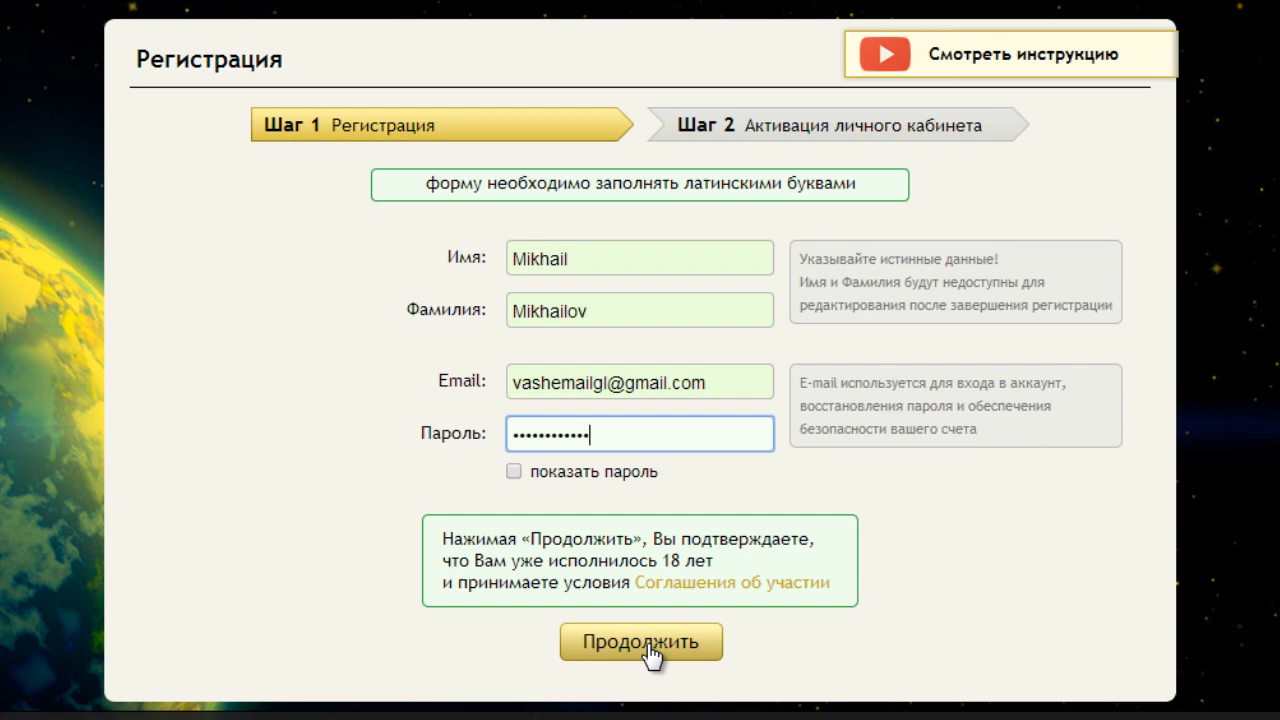 Регистрация
Смотреть инструкцию
Шаг 1 Регистрация
Шаг 2 Активация личного кабинета
форму необходимо заполнять латинскими буквами
Имя: Mikhail
Указывайте истинные данные!
Имя и Фамилия будут недоступны для
редактирования после завершения регистрации
Фамилия: Mikhailov
Email: vashemailgl@gmail.com
E-mail используется для входа в аккаунт,
восстановления пароля и обеспечения
безопасности вашего счета
Пароль: ••••••••••••
показать пароль
Нажимая «Продолжить», Вы подтверждаете,
что Вам уже исполнилось 18 лет
и принимаете условия Соглашения об участии
Продолжить